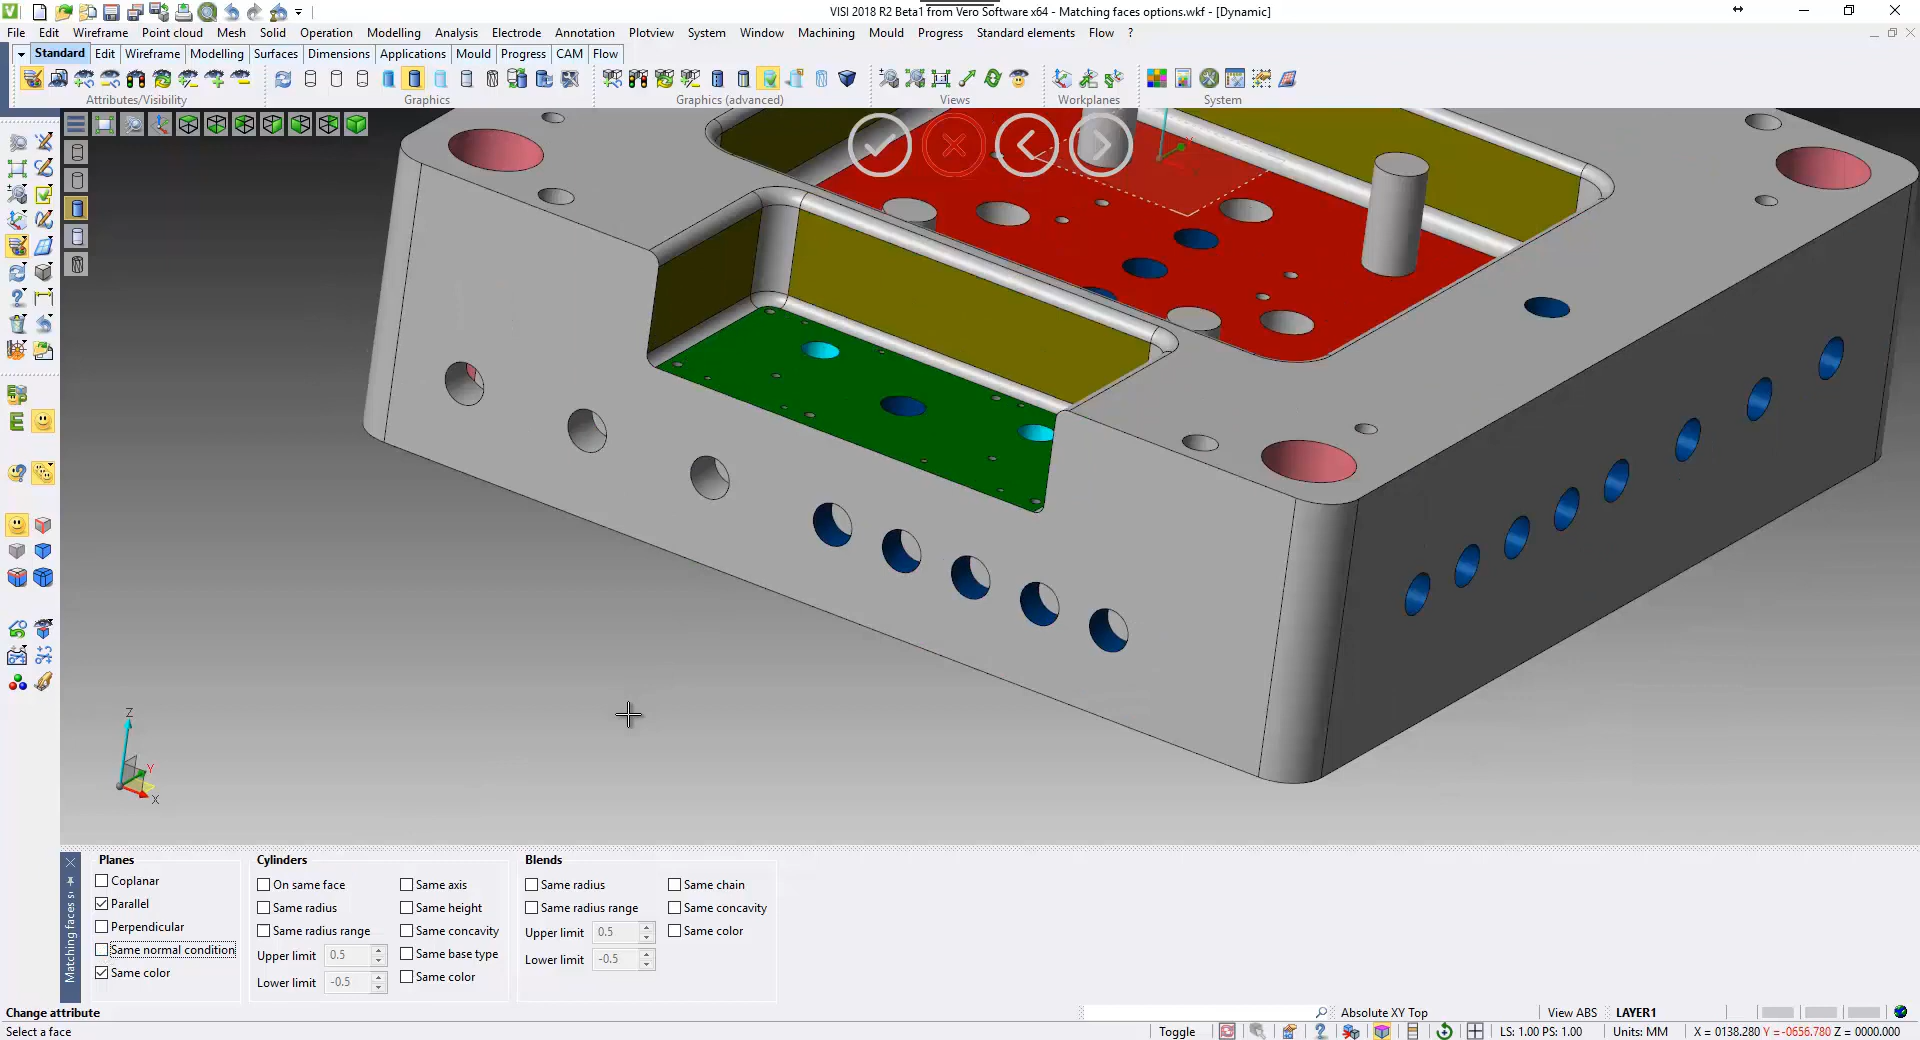 VISI 2018 R2 Beta1 from Vero Software x64 - Matching faces options.wkf - [Dynamic]
File Edit Wireframe Point cloud Mesh Solid Operation Modelling Analysis Electrode Annotation Plotview System Window Machining Mould Progress Standard elements Flow ?
Standard Edit Wireframe Modelling Surfaces Dimensions Applications Mould Progress CAM Flow
Attributes/Visibility Graphics Graphics (advanced) Views Workplanes System
Z
Y
X
Matching faces s
Planes Cylinders Blends
Coplanar On same face Same axis Same radius Same chain
Parallel Same radius Same height Same radius range Same concavity
Perpendicular Same radius range Same concavity Upper limit 0.5 Same color
Same normal condition Upper limit 0.5 Same base type Lower limit -0.5
Same color Lower limit -0.5 Same color
Change attribute Absolute XY Top View ABS LAYER1
Select a face Toggle LS: 1.00 PS: 1.00 Units: MM X = 0138.280 Y = -0656.780 Z = 0000.000